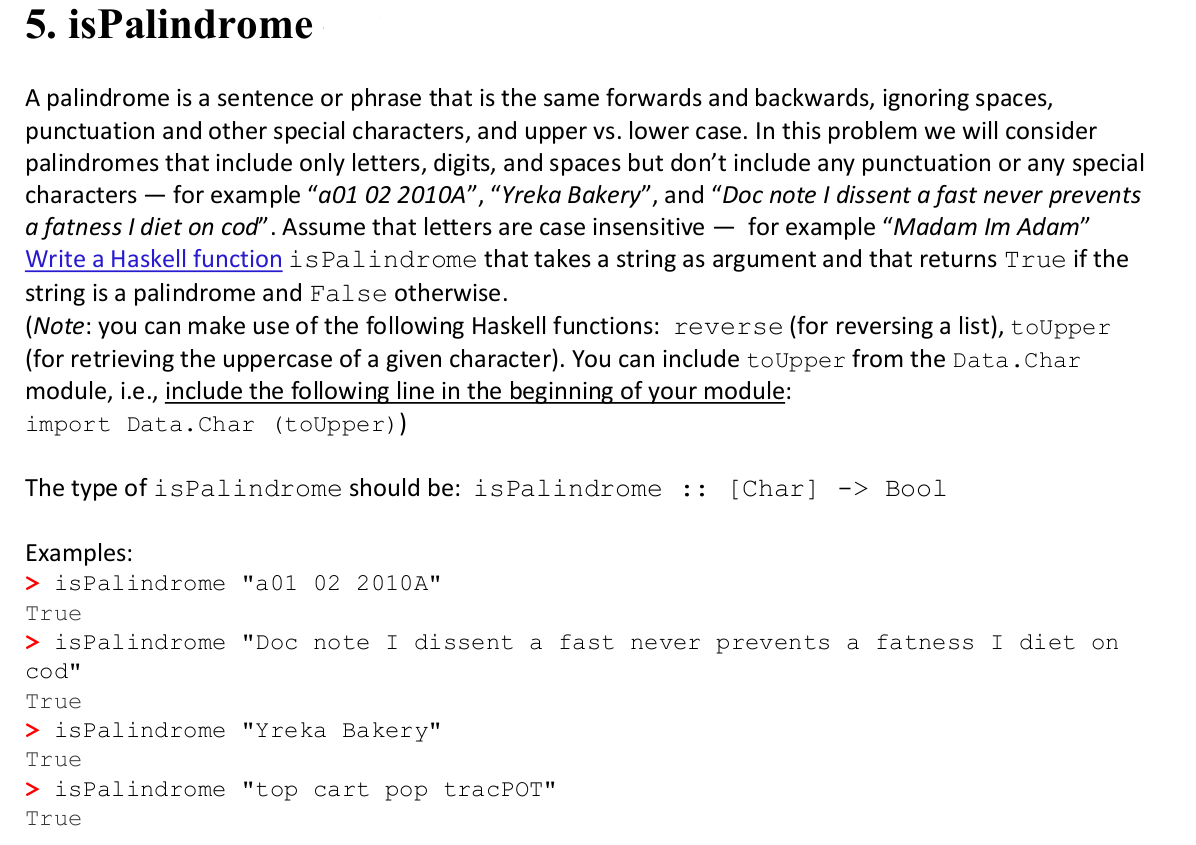 5. isPalindrome
A palindrome is a sentence or phrase that is the same forwards and backwards, ignoring spaces,
punctuation and other special characters, and upper vs. lower case. In this problem we will consider
palindromes that include only letters, digits, and spaces but don’t include any punctuation or any special
characters — for example “a01 02 2010A”, “Yreka Bakery”, and “Doc note I dissent a fast never prevents
a fatness I diet on cod”. Assume that letters are case insensitive — for example “Madam Im Adam”
Write a Haskell function isPalindrome that takes a string as argument and that returns True if the
string is a palindrome and False otherwise.
(Note: you can make use of the following Haskell functions: reverse (for reversing a list), toUpper
(for retrieving the uppercase of a given character). You can include toUpper from the Data.Char
module, i.e., include the following line in the beginning of your module:
import Data.Char (toUpper))
The type of isPalindrome should be: isPalindrome :: [Char] -> Bool
Examples:
> isPalindrome "a01 02 2010A"
True
> isPalindrome "Doc note I dissent a fast never prevents a fatness I diet on
cod"
True
> isPalindrome "Yreka Bakery"
True
> isPalindrome "top cart pop tracPOT"
True